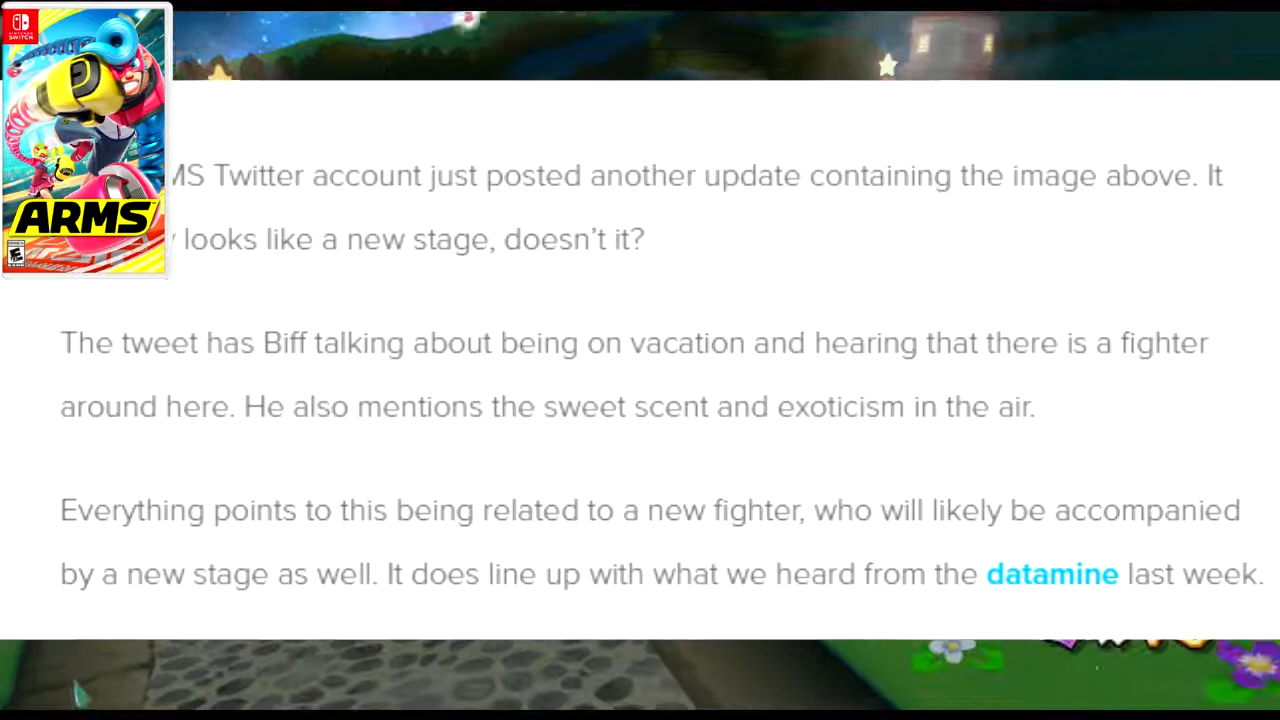 NINTENDO
SWITCH
ARMS
MS Twitter account just posted another update containing the image above. It
looks like a new stage, doesn't it?
The tweet has Biff talking about being on vacation and hearing that there is a fighter
around here. He also mentions the sweet scent and exoticism in the air.
Everything points to this being related to a new fighter, who will likely be accompanied
by a new stage as well. It does line up with what we heard from the datamine last week.